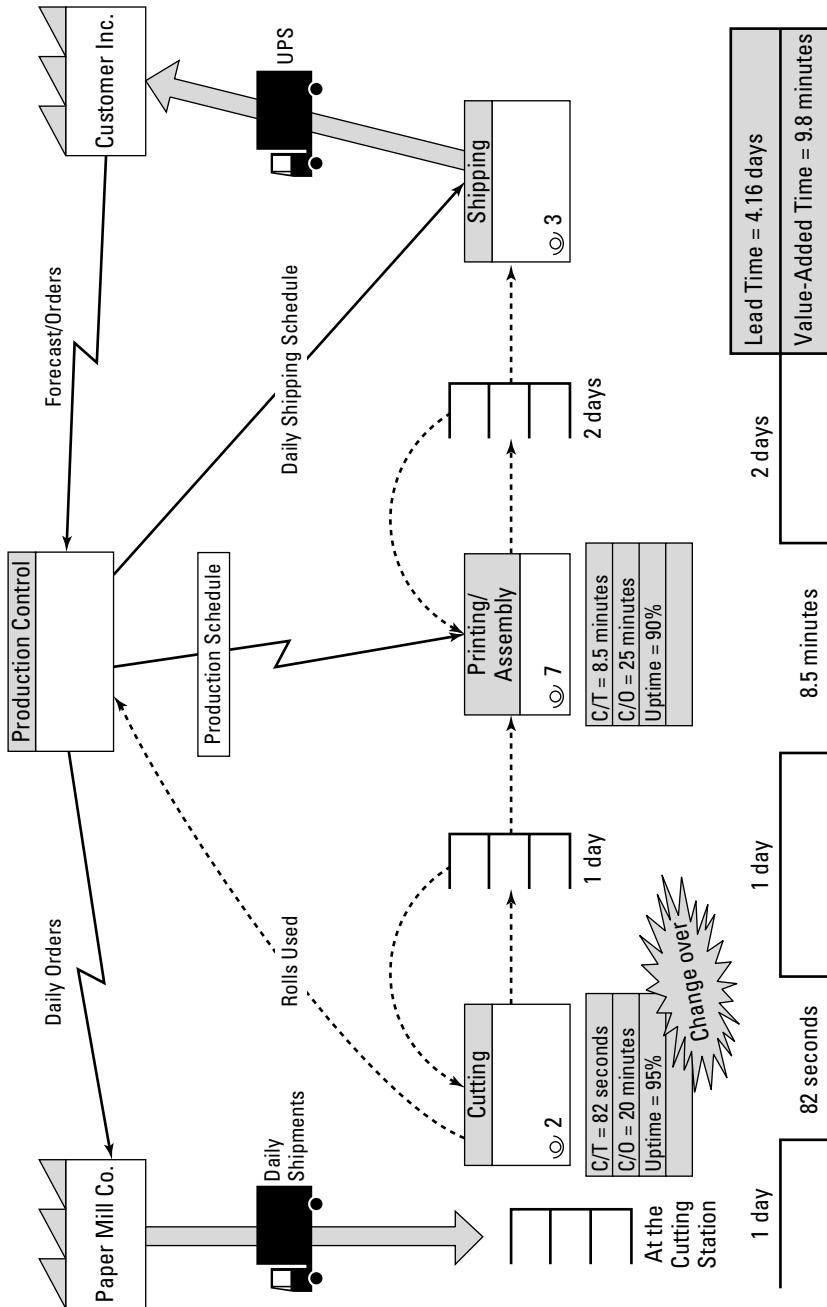 Production Control
Paper Mill Co.
Customer Inc.
Daily Orders
Forecast/Orders
Daily
Shipments
Rolls Used
Production Schedule
Daily Shipping Schedule
UPS
At the
Cutting
Station
Cutting
2
C/T = 82 seconds
C/O = 20 minutes
Uptime = 95%
Change over
1 day
Printing/
Assembly
7
C/T = 8.5 minutes
C/O = 25 minutes
Uptime = 90%
2 days
Shipping
3
1 day
82 seconds
1 day
8.5 minutes
2 days
Lead Time = 4.16 days
Value-Added Time = 9.8 minutes